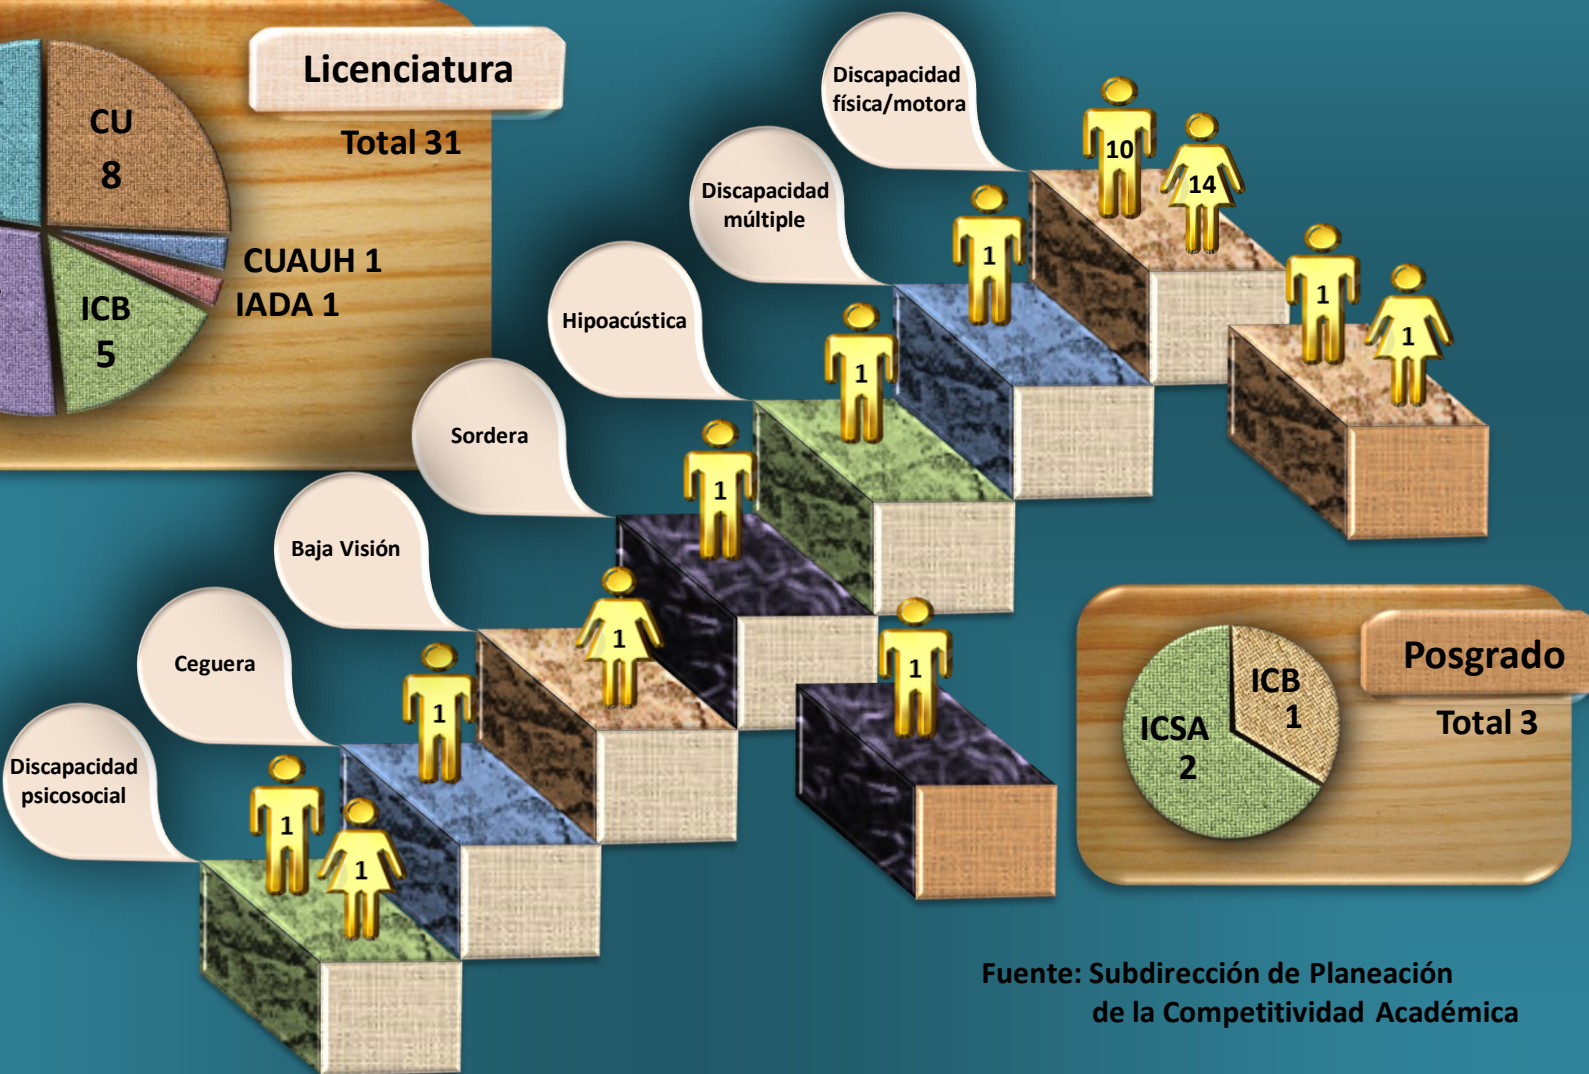 Licenciatura
Total 31
CU
8
CUAUH 1
IADA 1
ICB
5
Discapacidad
física/motora
10
14
Discapacidad
múltiple
1
1
1
Hipoacústica
1
Sordera
1
Baja Visión
1
Ceguera
1
1
Discapacidad
psicosocial
1
1
Posgrado
Total 3
ICB
1
ICSA
2
Fuente: Subdirección de Planeación
de la Competitividad Académica